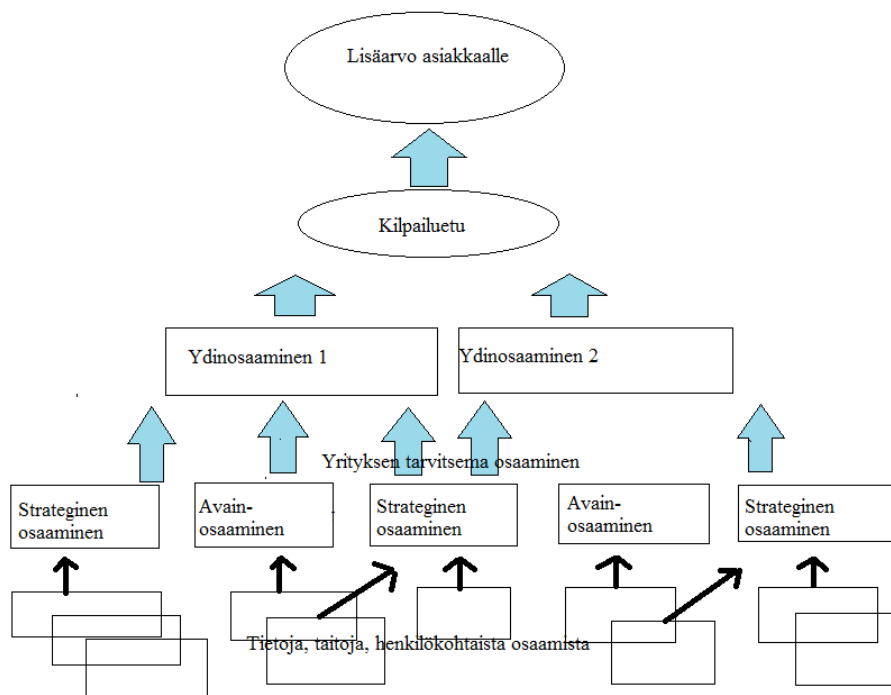 Lisäarvo asiakkaalle
Kilpailuetu
Ydinosaaminen 1
Ydinosaaminen 2
Yrityksen tarvitsema osaaminen
Strateginen
osaaminen
Avain-
osaaminen
Strateginen
osaaminen
Avain-
osaaminen
Strateginen
osaaminen
Tietoja, taitoja, henkilökohtaista osaamista